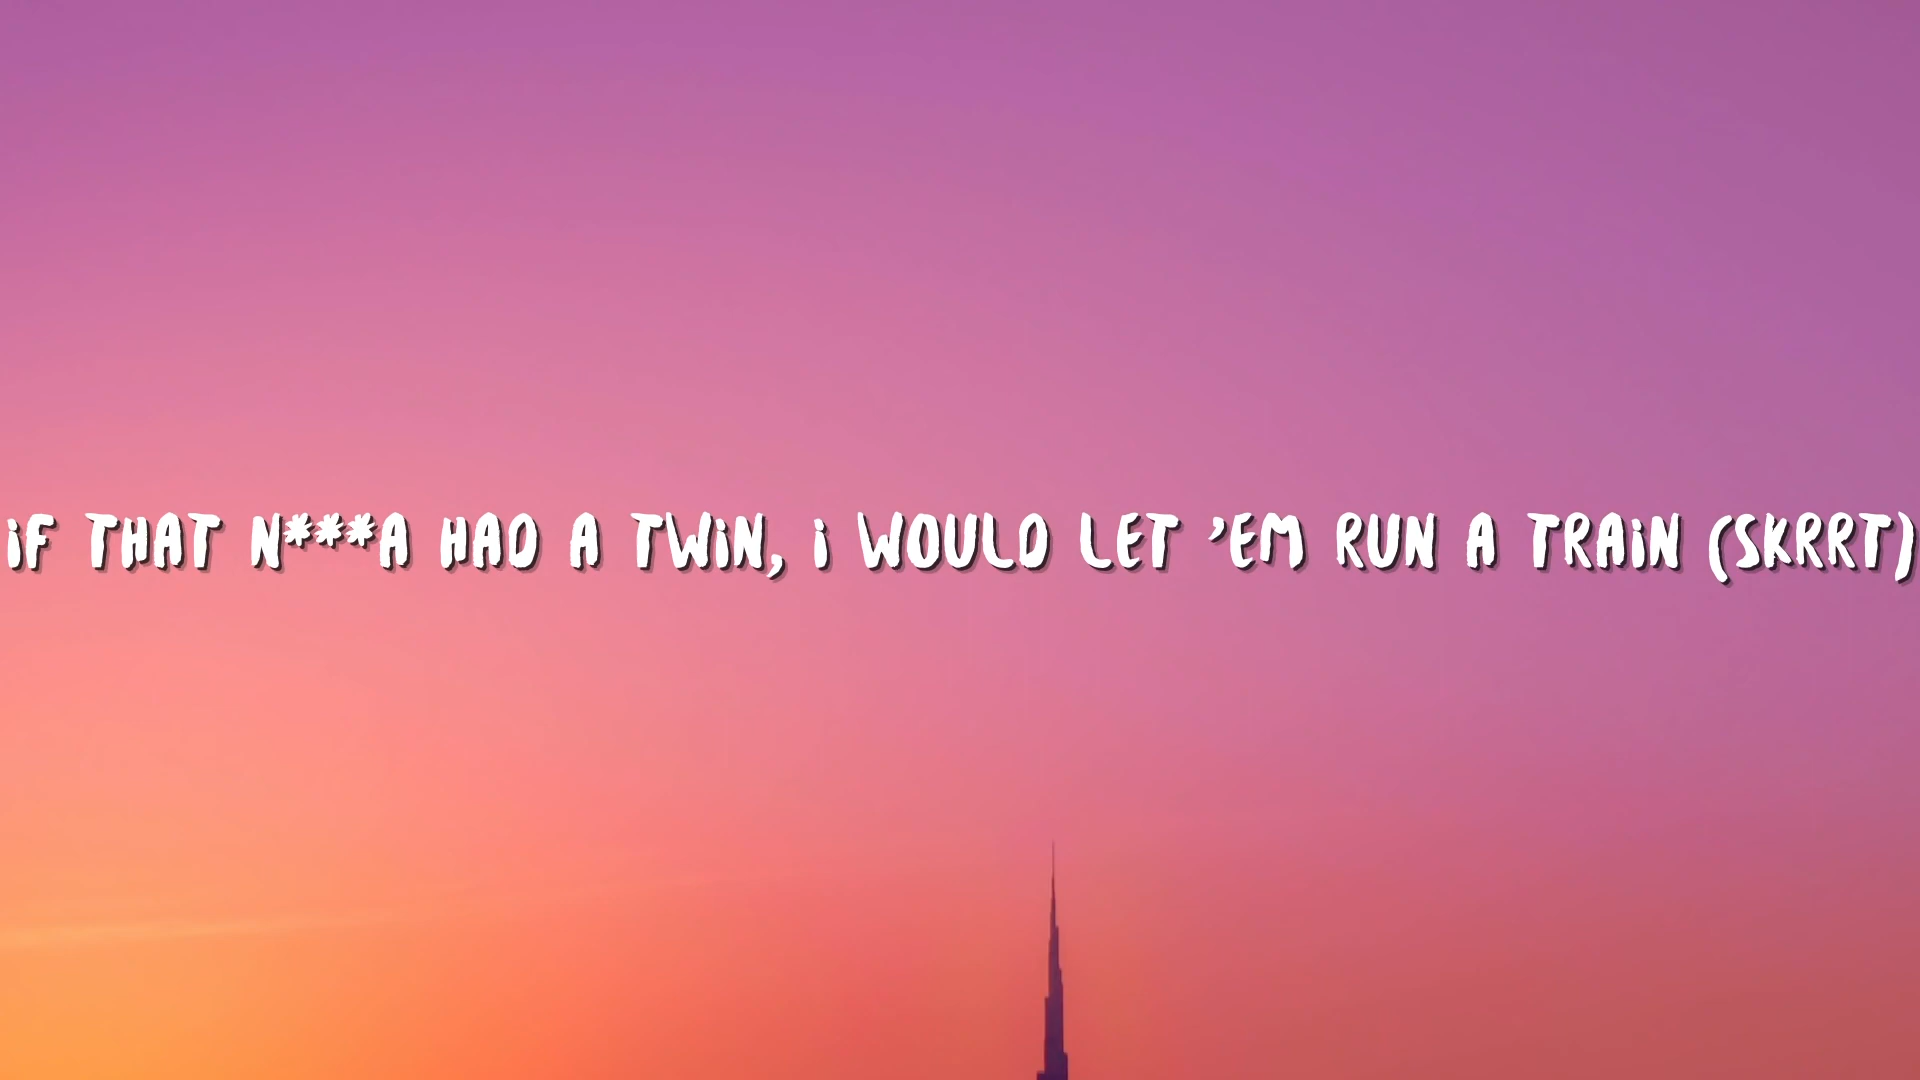 iF THAT N***A HAD A TWiN, i WOULD LET 'EM RUN A TRAiN (SKRRT)